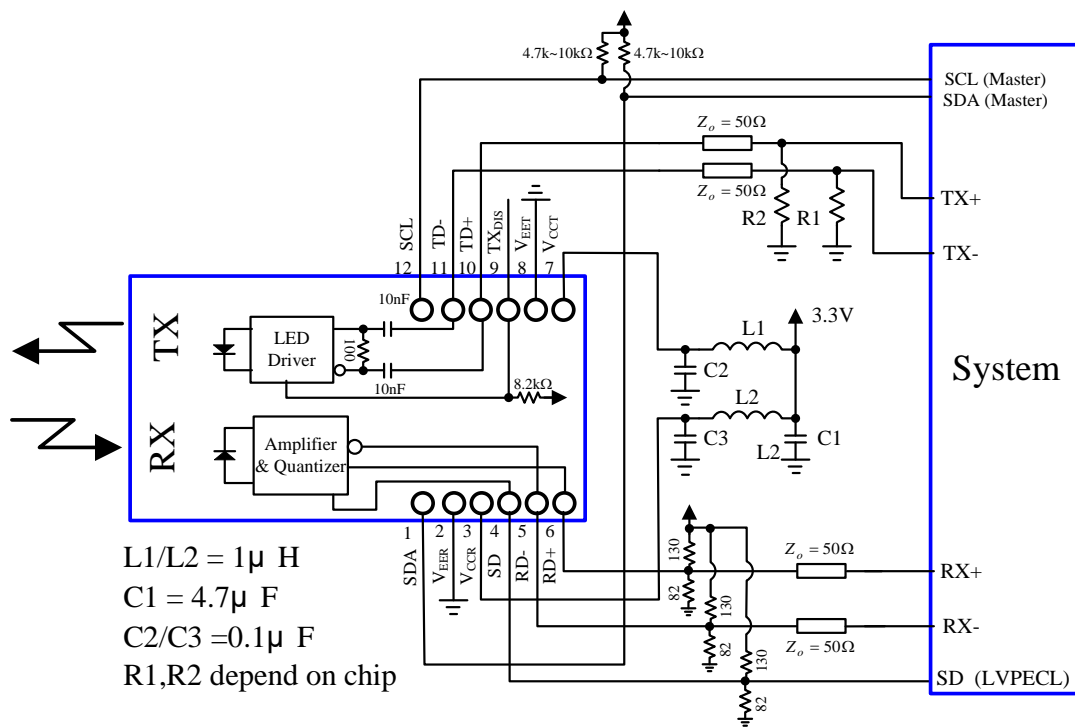 4.7k~10kΩ 4.7k~10kΩ
SCL (Master)
SDA (Master)
Zo = 50Ω
Zo = 50Ω
R2 R1
TX+
TX-
SCL TD- TD+ TXDIS VEET VCCT
12 11 10 9 8 7
10nF
TX
LED
Driver
100
10nF
8.2kΩ
RX
Amplifier
& Quantizer
L1
3.3V
C2
L2
C3
L2
C1
System
1 2 3 4 5 6
SDA VEER VCCR SD RD- RD+
130
82
130
82
130
82
Zo = 50Ω
RX+
RX-
Zo = 50Ω
SD (LVPECL)
L1/L2 = 1μ H
C1 = 4.7μ F
C2/C3 =0.1μ F
R1,R2 depend on chip